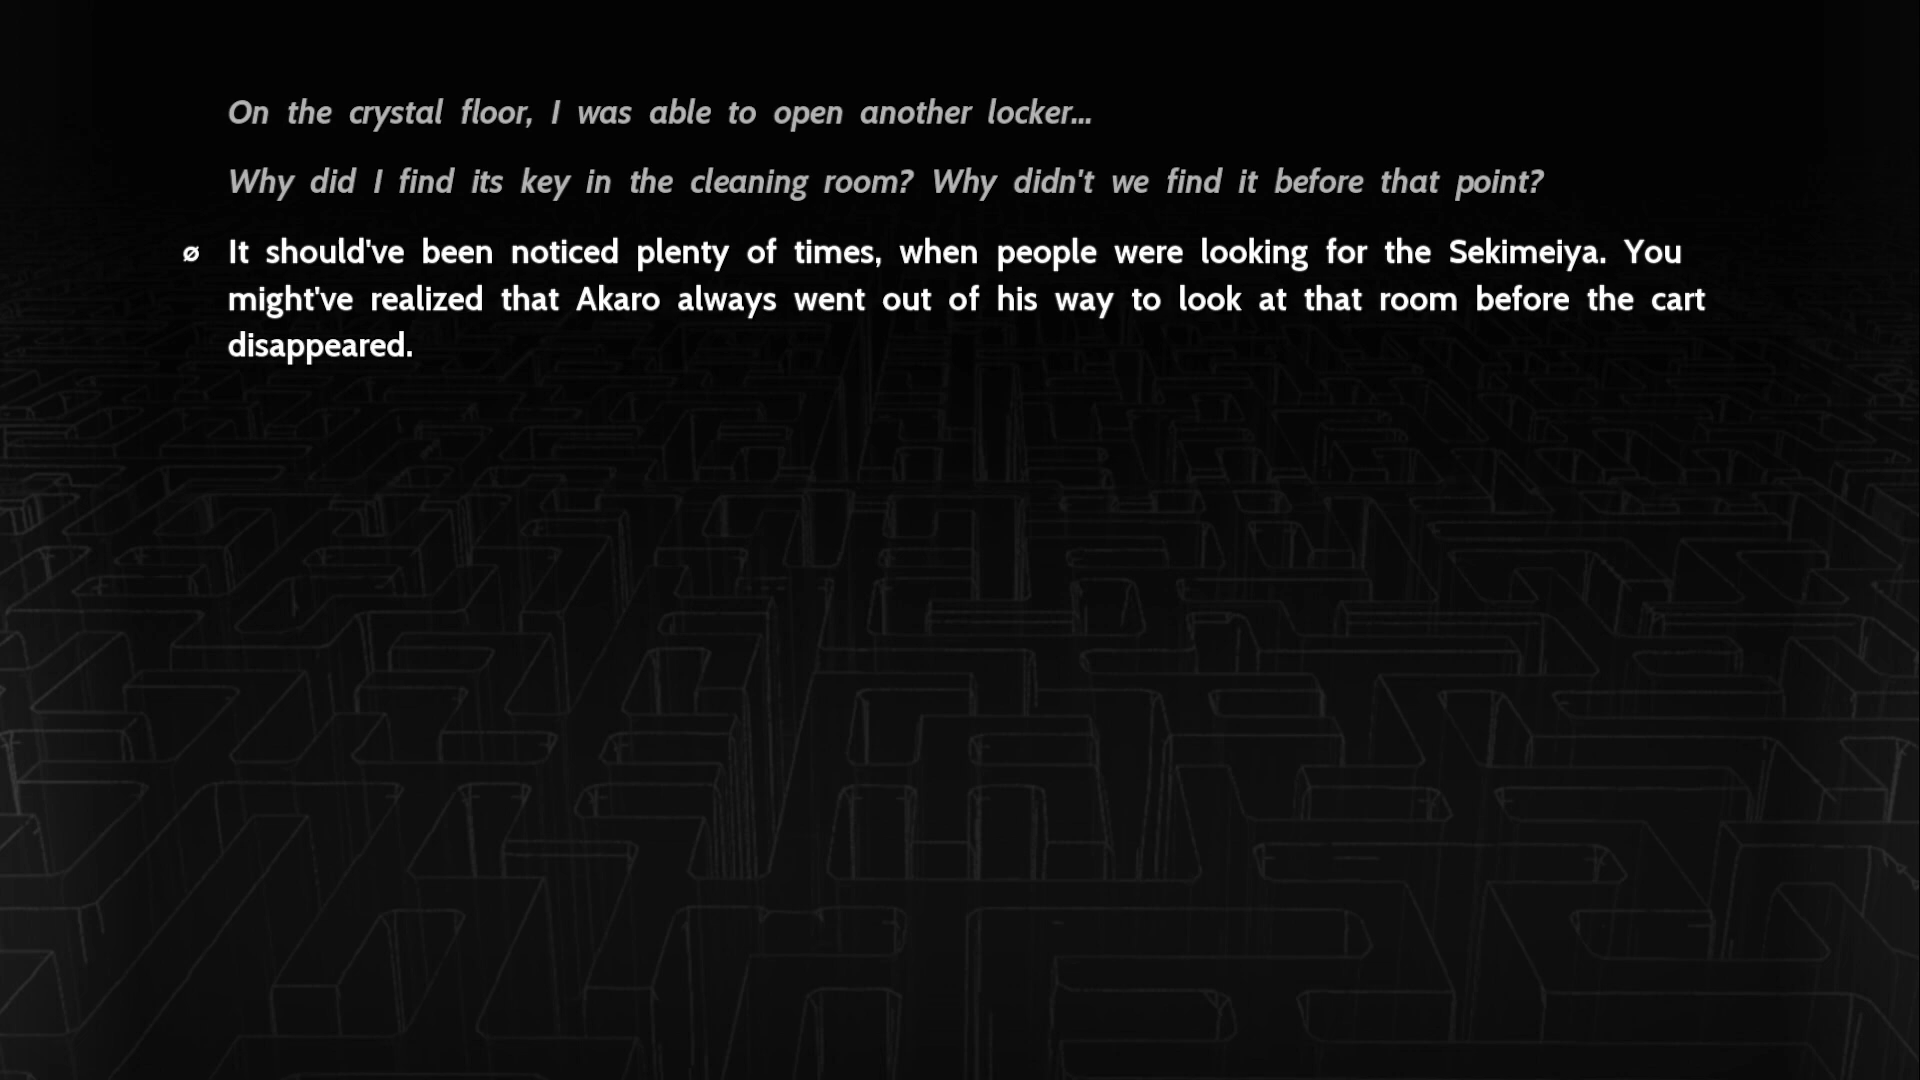 On the crystal floor, I was able to open another locker...
Why did I find its key in the cleaning room? Why didn't we find it before that point?
ø It should've been noticed plenty of times, when people were looking for the Sekimeiya. You
might've realized that Akaro always went out of his way to look at that room before the cart
disappeared.